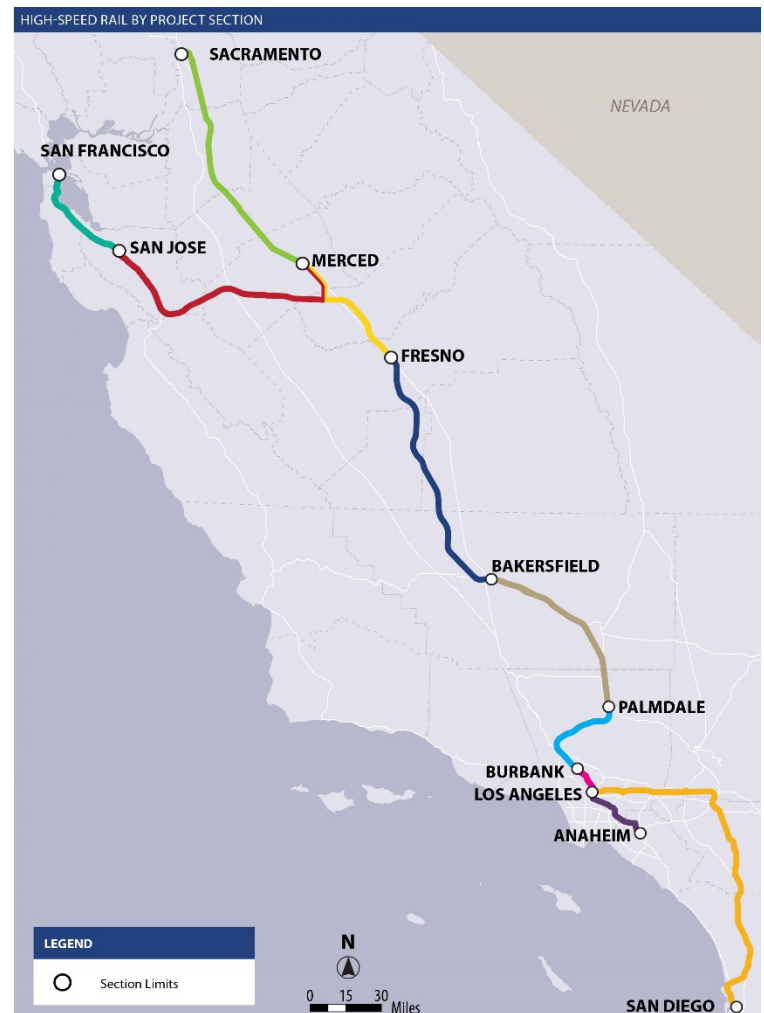 HIGH-SPEED RAIL BY PROJECT SECTION
SACRAMENTO
NEVADA
SAN FRANCISCO
SAN JOSE
MERCED
FRESNO
BAKERSFIELD
PALMDALE
BURBANK
LOS ANGELES
ANAHEIM
LEGEND
Section Limits
N
0 15 30 Miles
SAN DIEGO